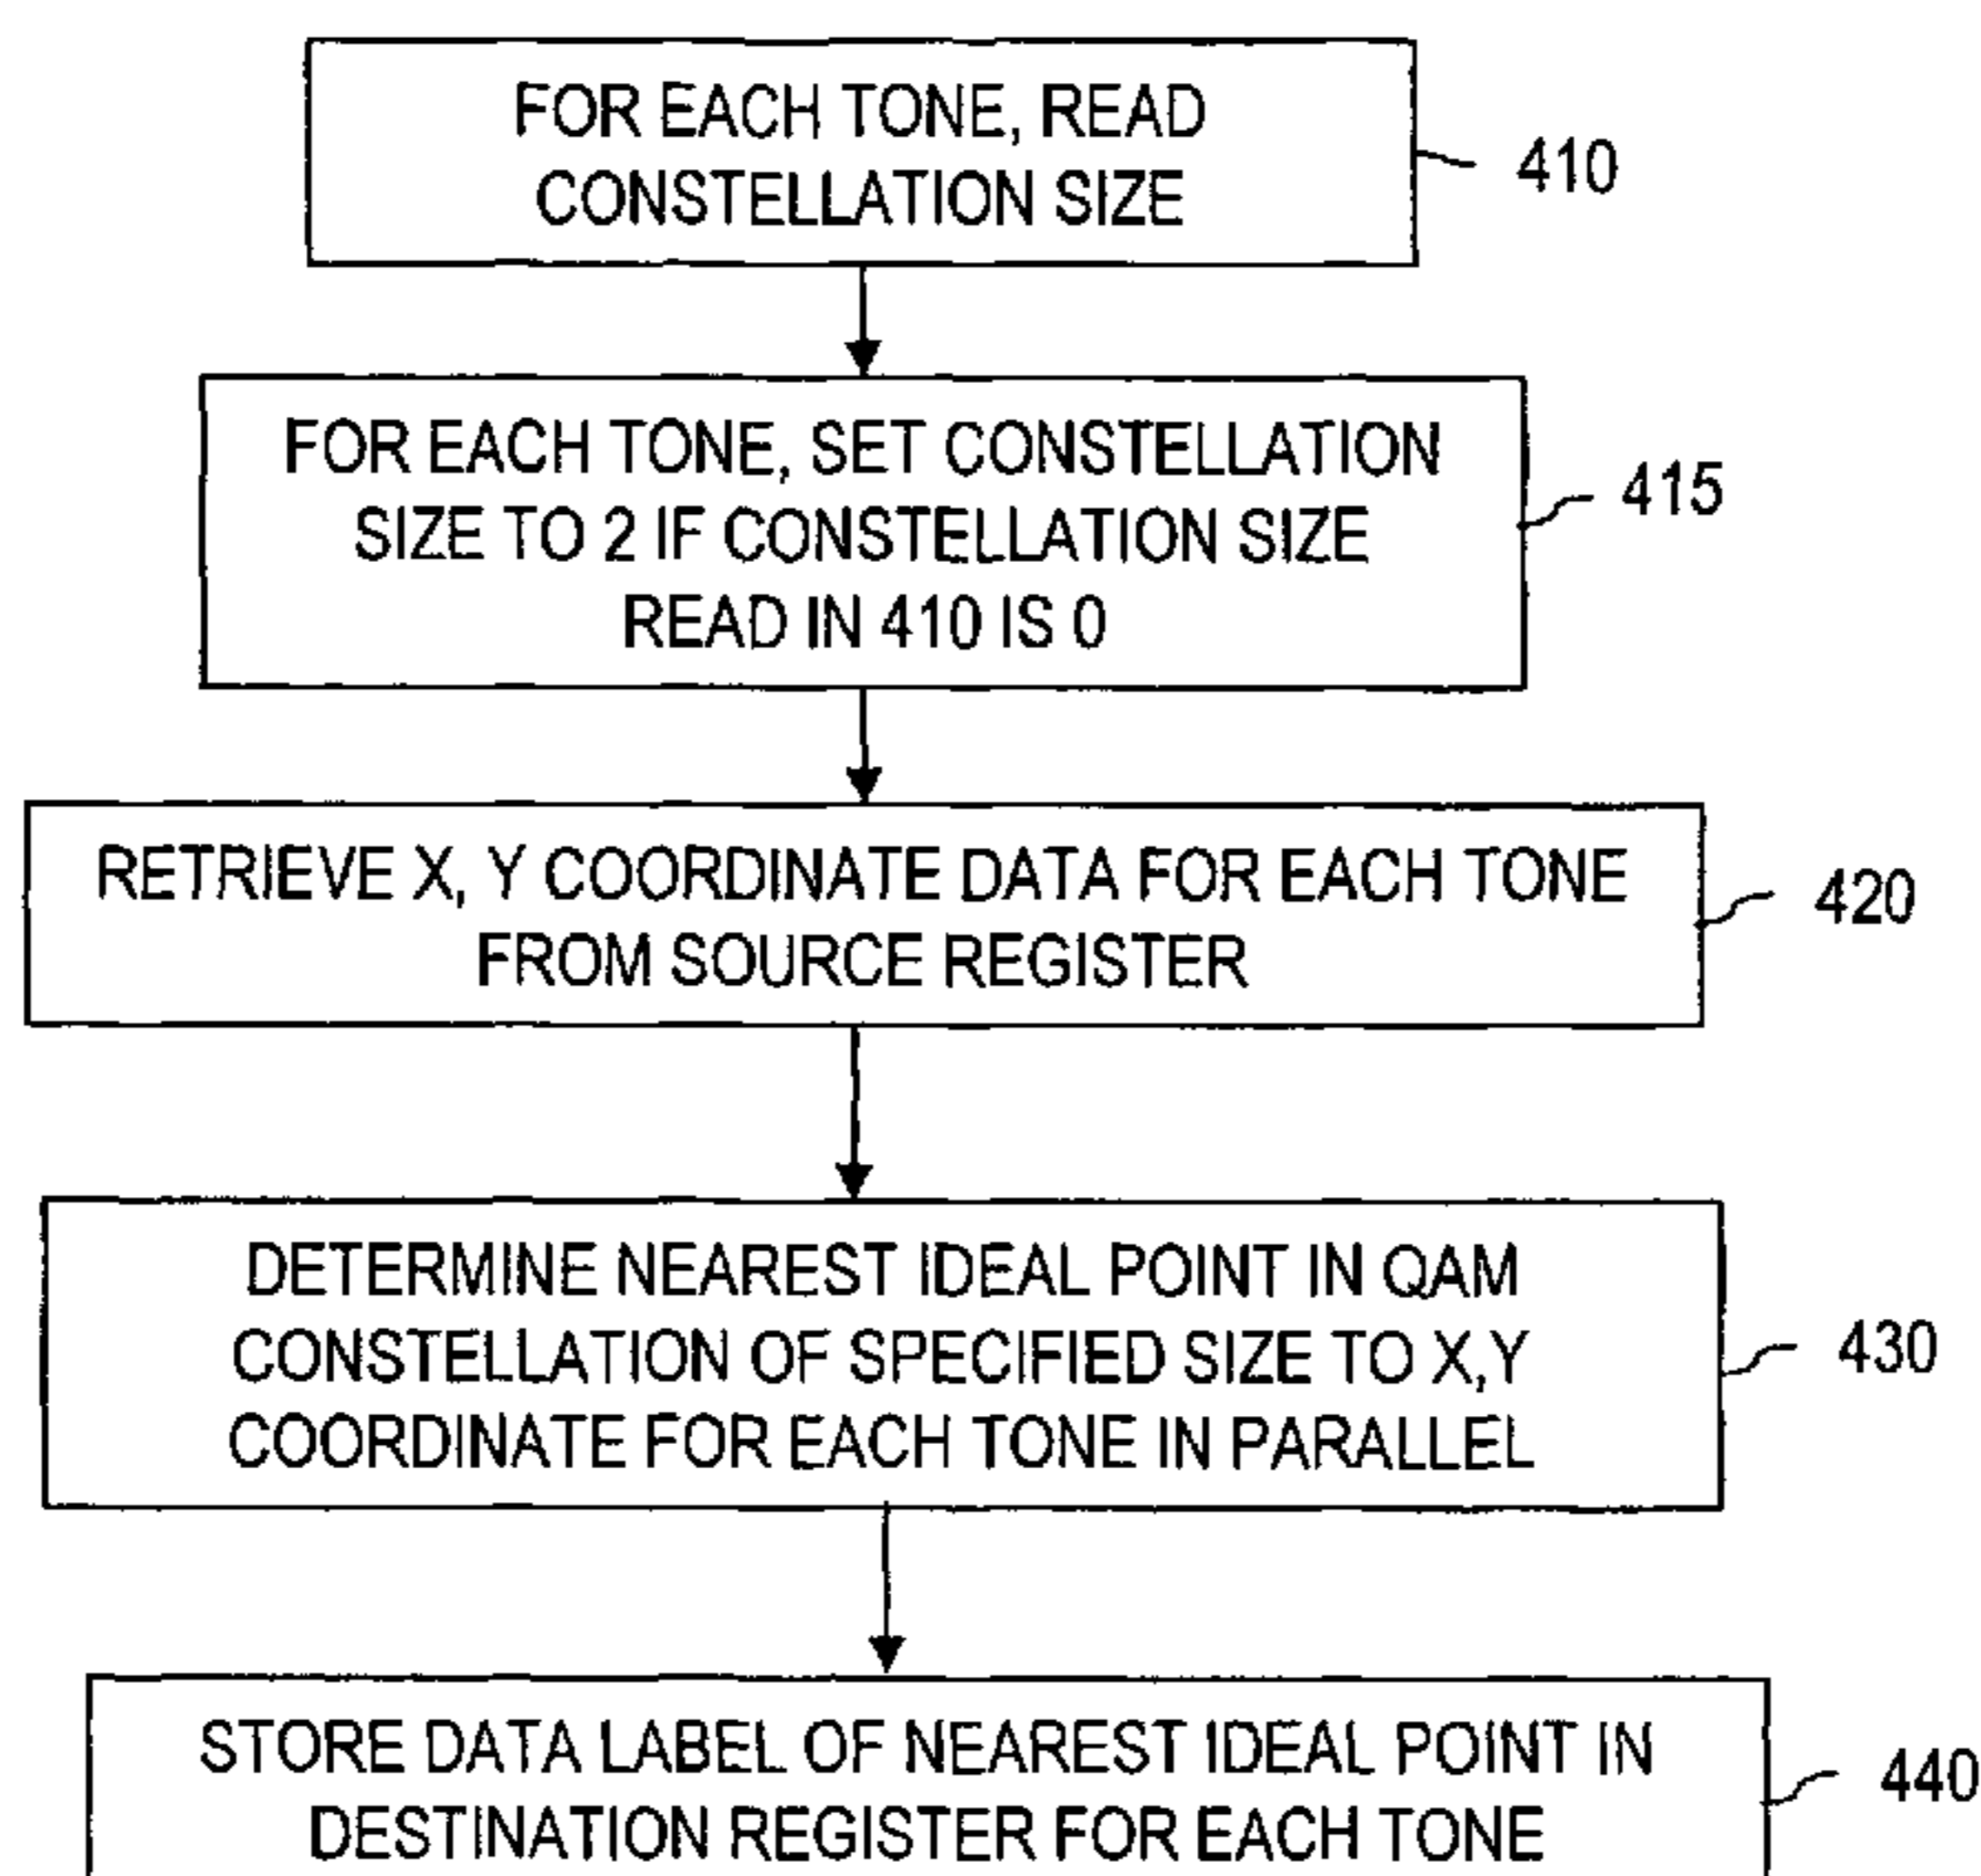 FOR EACH TONE, READ
CONSTELLATION SIZE
410
FOR EACH TONE, SET CONSTELLATION
SIZE TO 2 IF CONSTELLATION SIZE
READ IN 410 IS 0
415
RETRIEVE X, Y COORDINATE DATA FOR EACH TONE
FROM SOURCE REGISTER
420
DETERMINE NEAREST IDEAL POINT IN QAM
CONSTELLATION OF SPECIFIED SIZE TO X,Y
COORDINATE FOR EACH TONE IN PARALLEL
430
STORE DATA LABEL OF NEAREST IDEAL POINT IN
DESTINATION REGISTER FOR EACH TONE
440